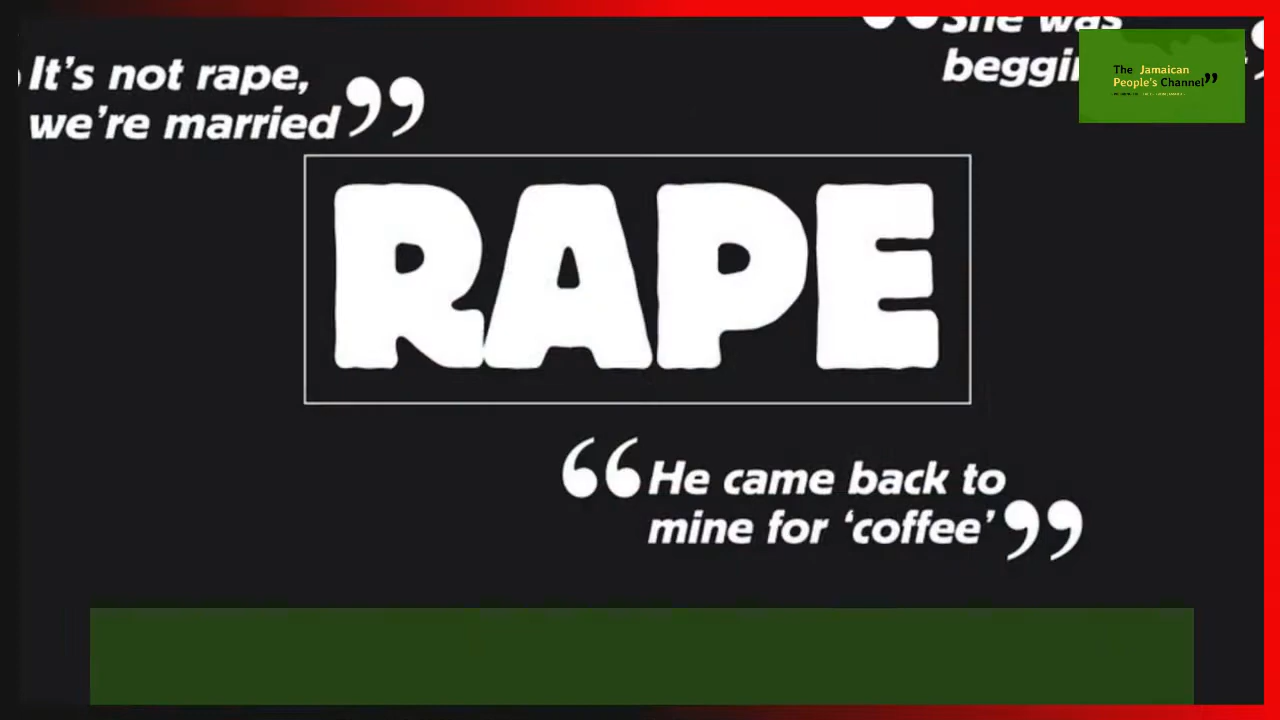 She was
It's not rape,
we're married”
The Jamaican
People's Channel”
RAPE
“He came back to
mine for ‘coffee’”